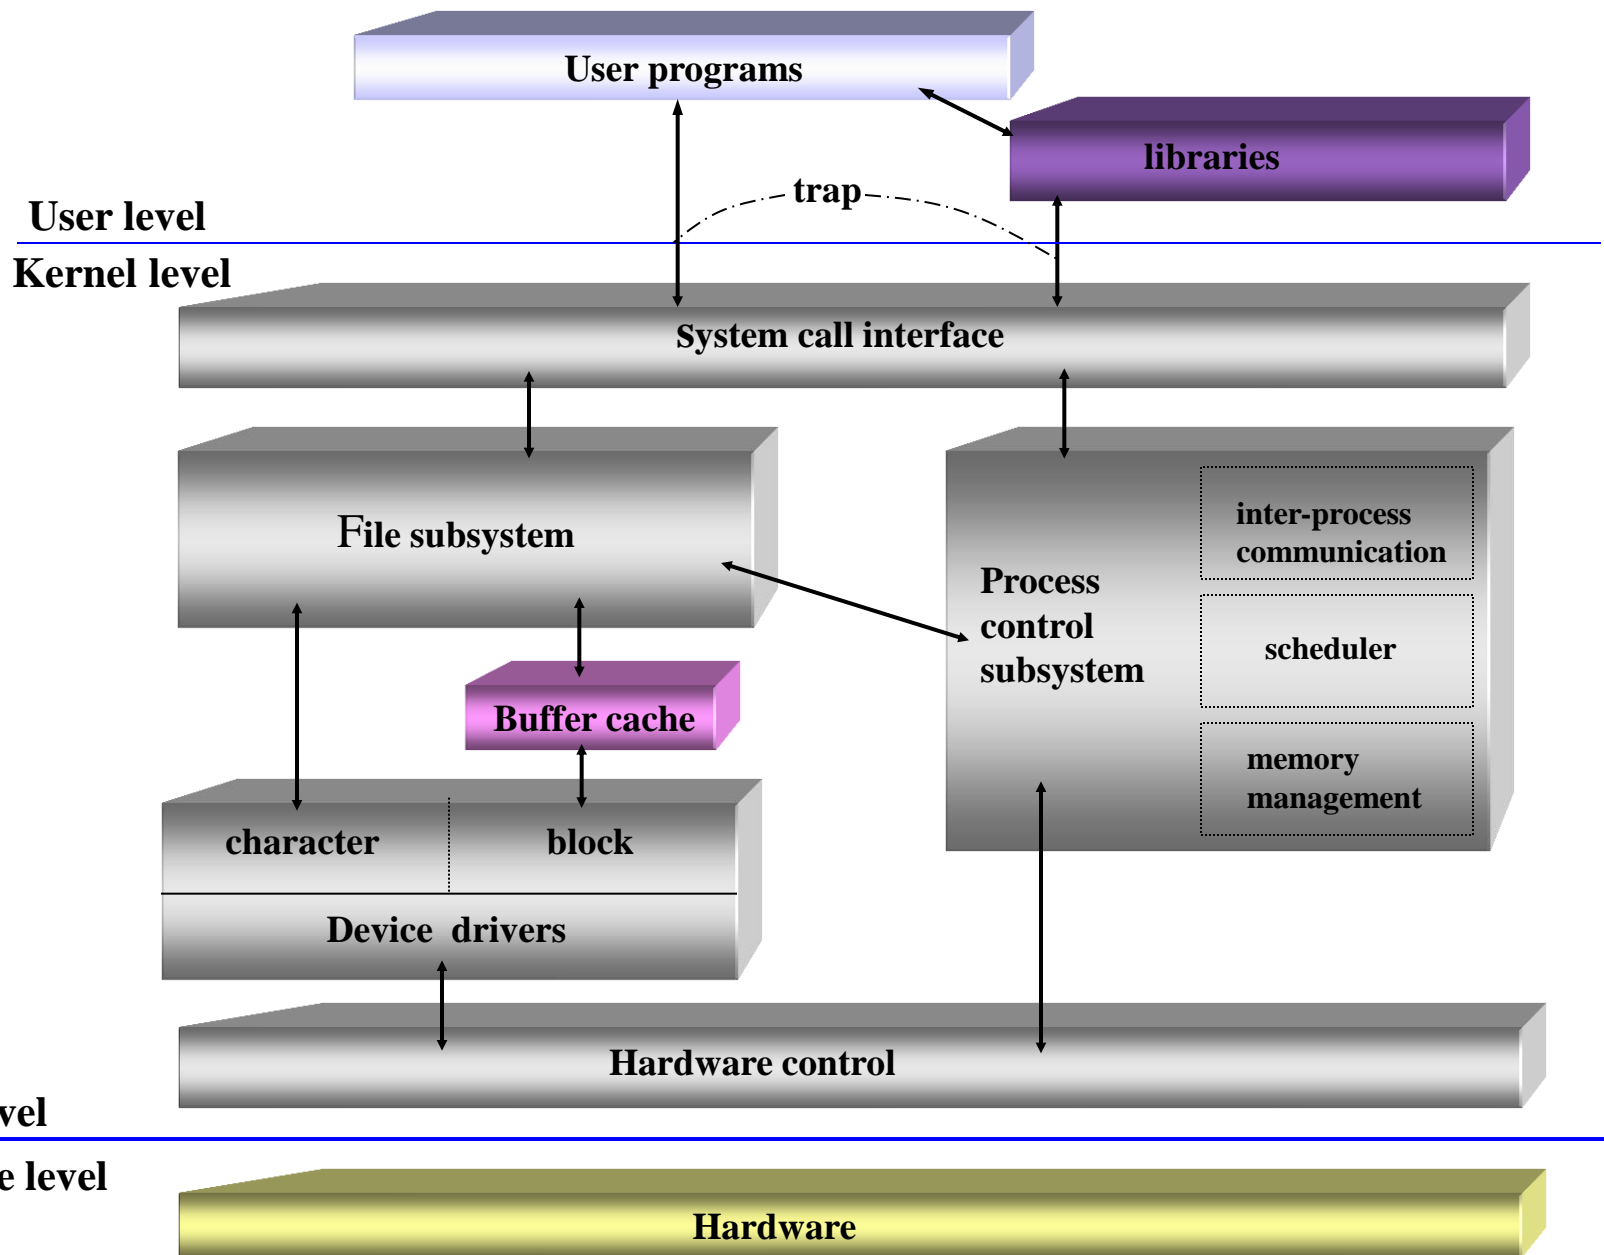 User programs
libraries
trap
User level
Kernel level
System call interface
File subsystem
inter-process
communication
Process
control
subsystem
scheduler
Buffer cache
memory
management
character
block
Device drivers
Hardware control
vel
e level
Hardware